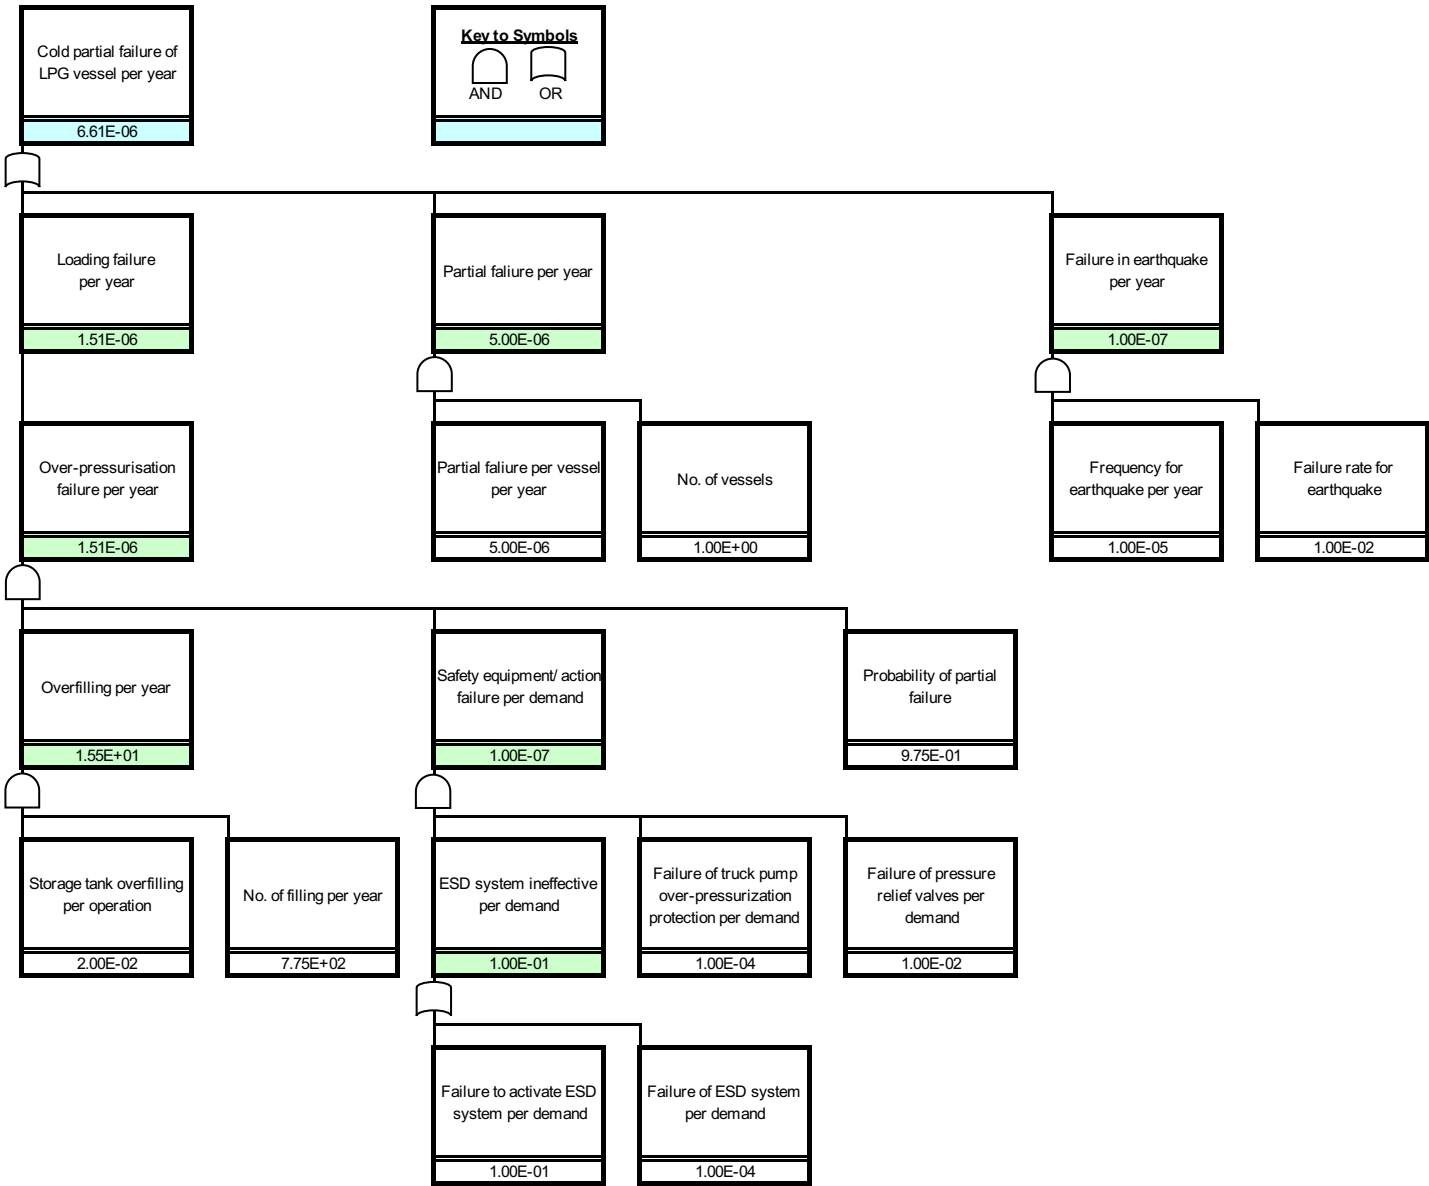 Cold partial failure of
LPG vessel per year
6.61E-06
Key to Symbols
AND OR
Loading failure
per year
1.51E-06
Partial faliure per year
5.00E-06
Failure in earthquake
per year
1.00E-07
Over-pressurisation
failure per year
1.51E-06
Partial faliure per vessel
per year
5.00E-06
No. of vessels
1.00E+00
Frequency for
earthquake per year
1.00E-05
Failure rate for
earthquake
1.00E-02
Overfilling per year
1.55E+01
Safety equipment/ action
failure per demand
1.00E-07
Probability of partial
failure
9.75E-01
Storage tank overfilling
per operation
2.00E-02
No. of filling per year
7.75E+02
ESD system ineffective
per demand
1.00E-01
Failure of truck pump
over-pressurization
protection per demand
1.00E-04
Failure of pressure
relief valves per
demand
1.00E-02
Failure to activate ESD
system per demand
1.00E-01
Failure of ESD system
per demand
1.00E-04